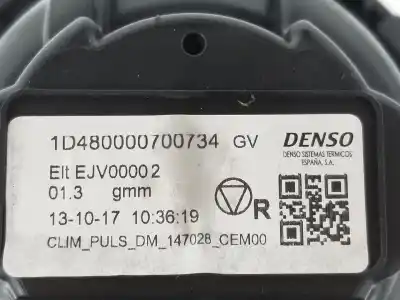 1D480000700734 GV
DENSO
DENSO SISTEMAS TERMICOS
ESPAÑA, S.A.
Elt EJV00002
01.3 gmm
13-10-17 10:36:19
R
CLIM_PULS_DM_147028_CEM00